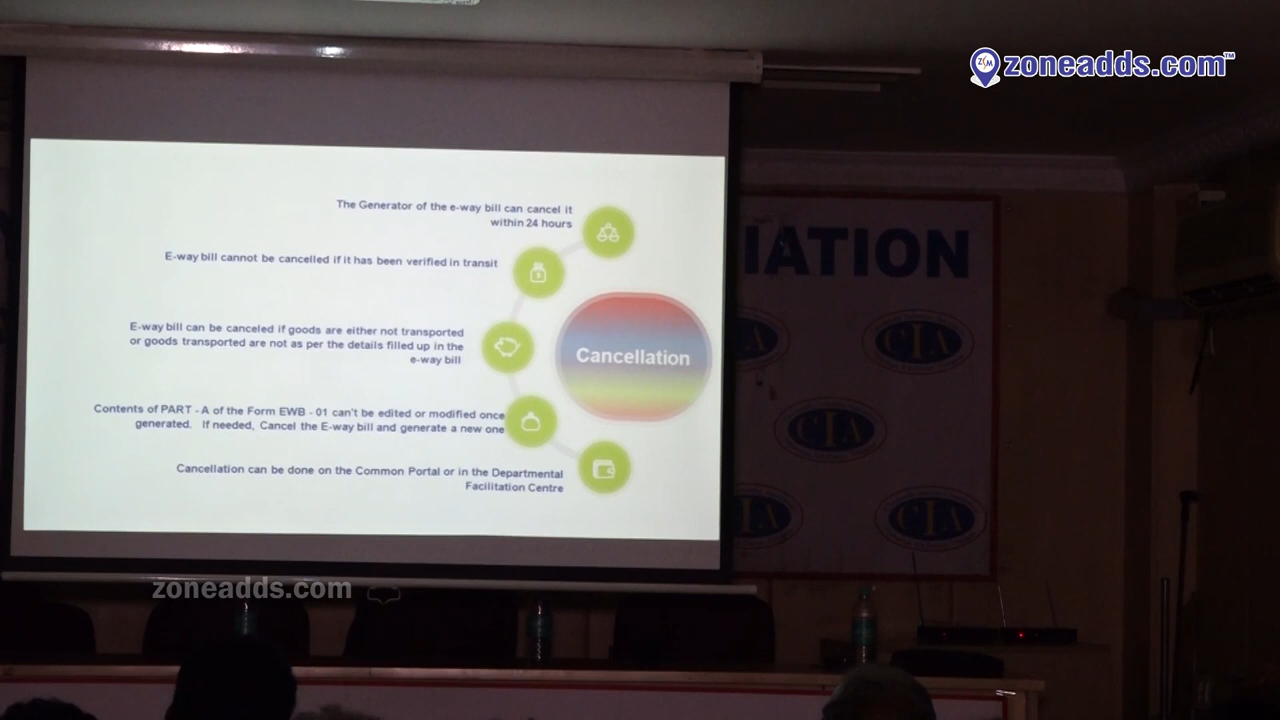 zoneadds.com™
The Generator of the e-way bill can cancel it
within 24 hours
E-way bill cannot be cancelled if it has been verified in transit
E-way bill can be canceled if goods are either not transported
or goods transported are not as per the details filled up in the
e-way bill
Cancellation
Contents of PART - A of the Form EWB - 01 can't be edited or modified once
generated. If needed, Cancel the E-way bill and generate a new one
Cancellation can be done on the Common Portal or in the Departmental
Facilitation Centre
IATION
CIA
CIA
CIA
zoneadds.com